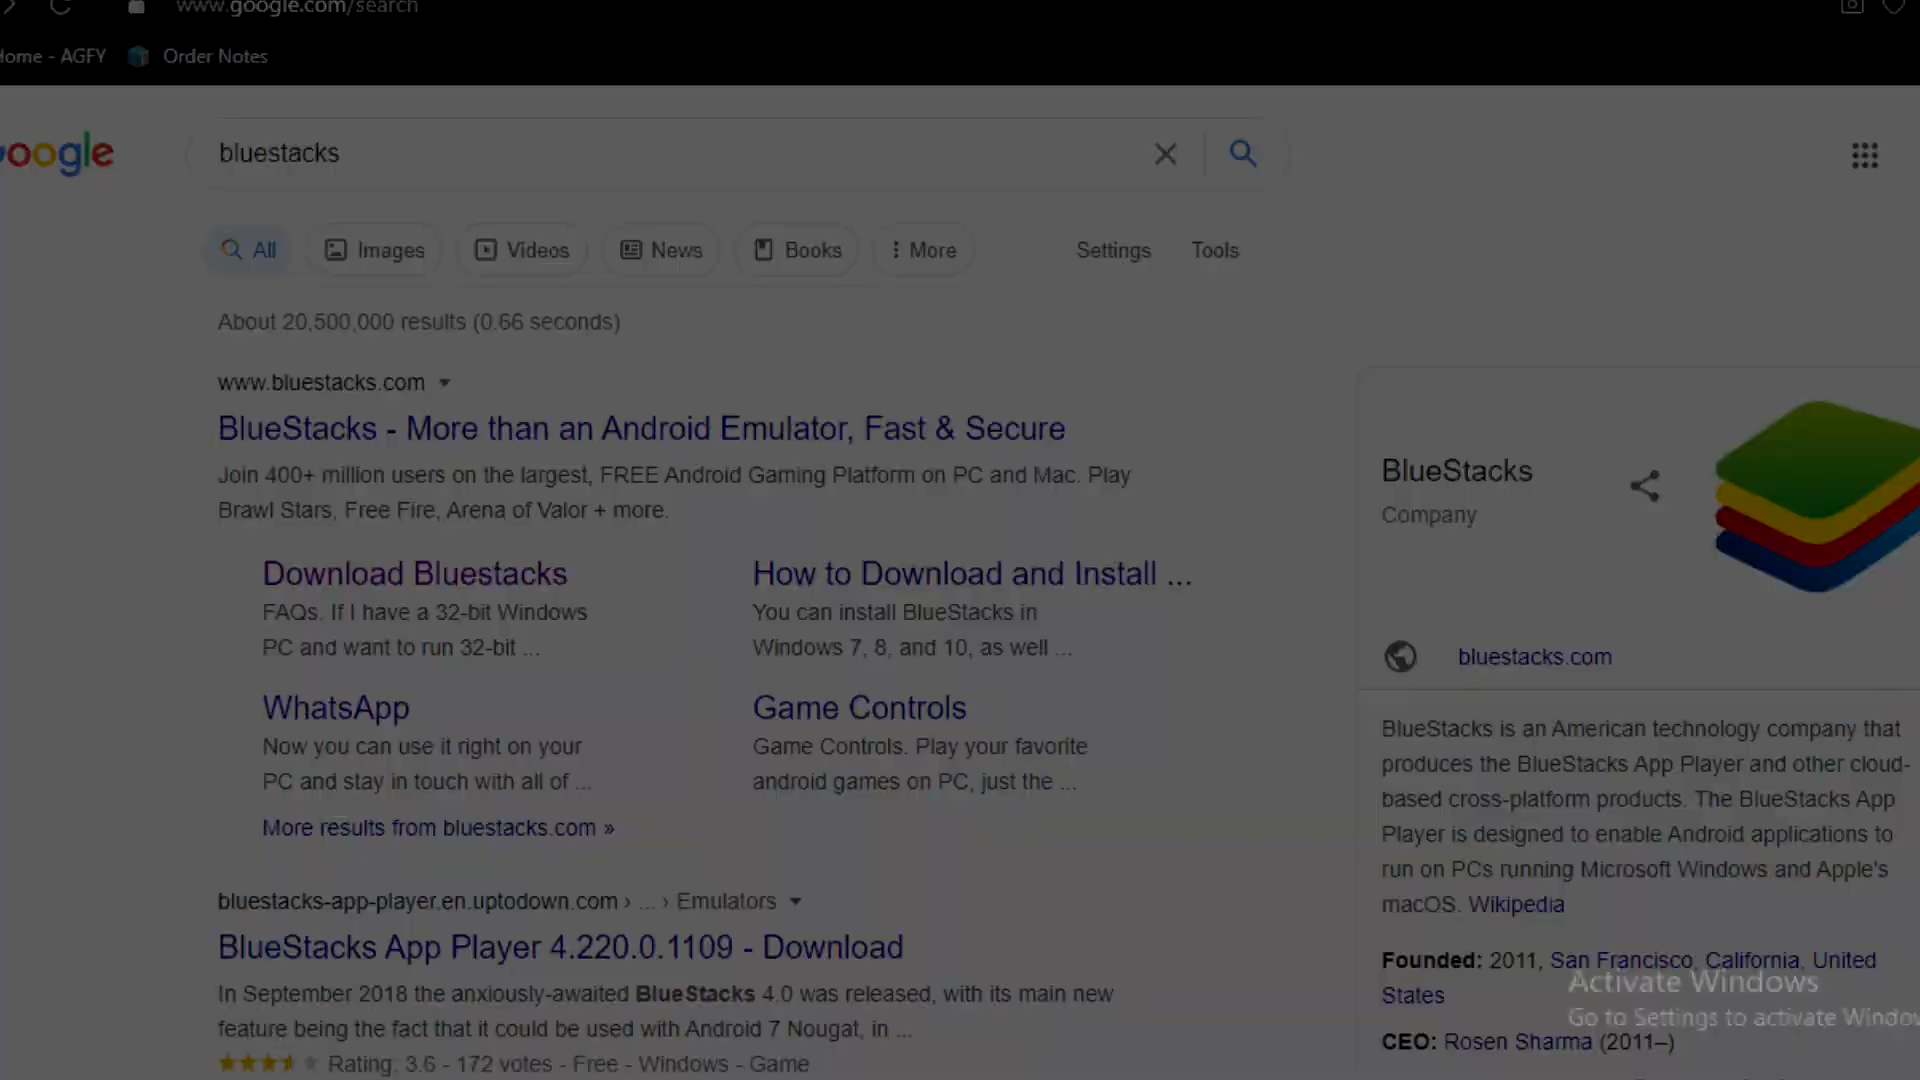 www.google.com/search
Home - AGFY
Order Notes
Google
bluestacks
All
Images
Videos
News
Books
More
Settings
Tools
About 20,500,000 results (0.66 seconds)
www.bluestacks.com
BlueStacks - More than an Android Emulator, Fast & Secure
Join 400+ million users on the largest, FREE Android Gaming Platform on PC and Mac. Play
Brawl Stars, Free Fire, Arena of Valor + more.
Download Bluestacks
FAQs. If I have a 32-bit Windows
PC and want to run 32-bit ...
How to Download and Install ...
You can install BlueStacks in
Windows 7, 8, and 10, as well ...
WhatsApp
Now you can use it right on your
PC and stay in touch with all of ...
Game Controls
Game Controls. Play your favorite
android games on PC, just the ...
More results from bluestacks.com »
bluestacks-app-player.en.uptodown.com › ... › Emulators
BlueStacks App Player 4.220.0.1109 - Download
In September 2018 the anxiously-awaited BlueStacks 4.0 was released, with its main new
feature being the fact that it could be used with Android 7 Nougat, in ...
Rating: 3.6 - 172 votes - Free - Windows - Game
BlueStacks
Company
bluestacks.com
BlueStacks is an American technology company that
produces the BlueStacks App Player and other cloud-
based cross-platform products. The BlueStacks App
Player is designed to enable Android applications to
run on PCs running Microsoft Windows and Apple's
macOS. Wikipedia
Founded: 2011, San Francisco, California, United
States
CEO: Rosen Sharma (2011–)
Activate Windows
Go to Settings to activate Window